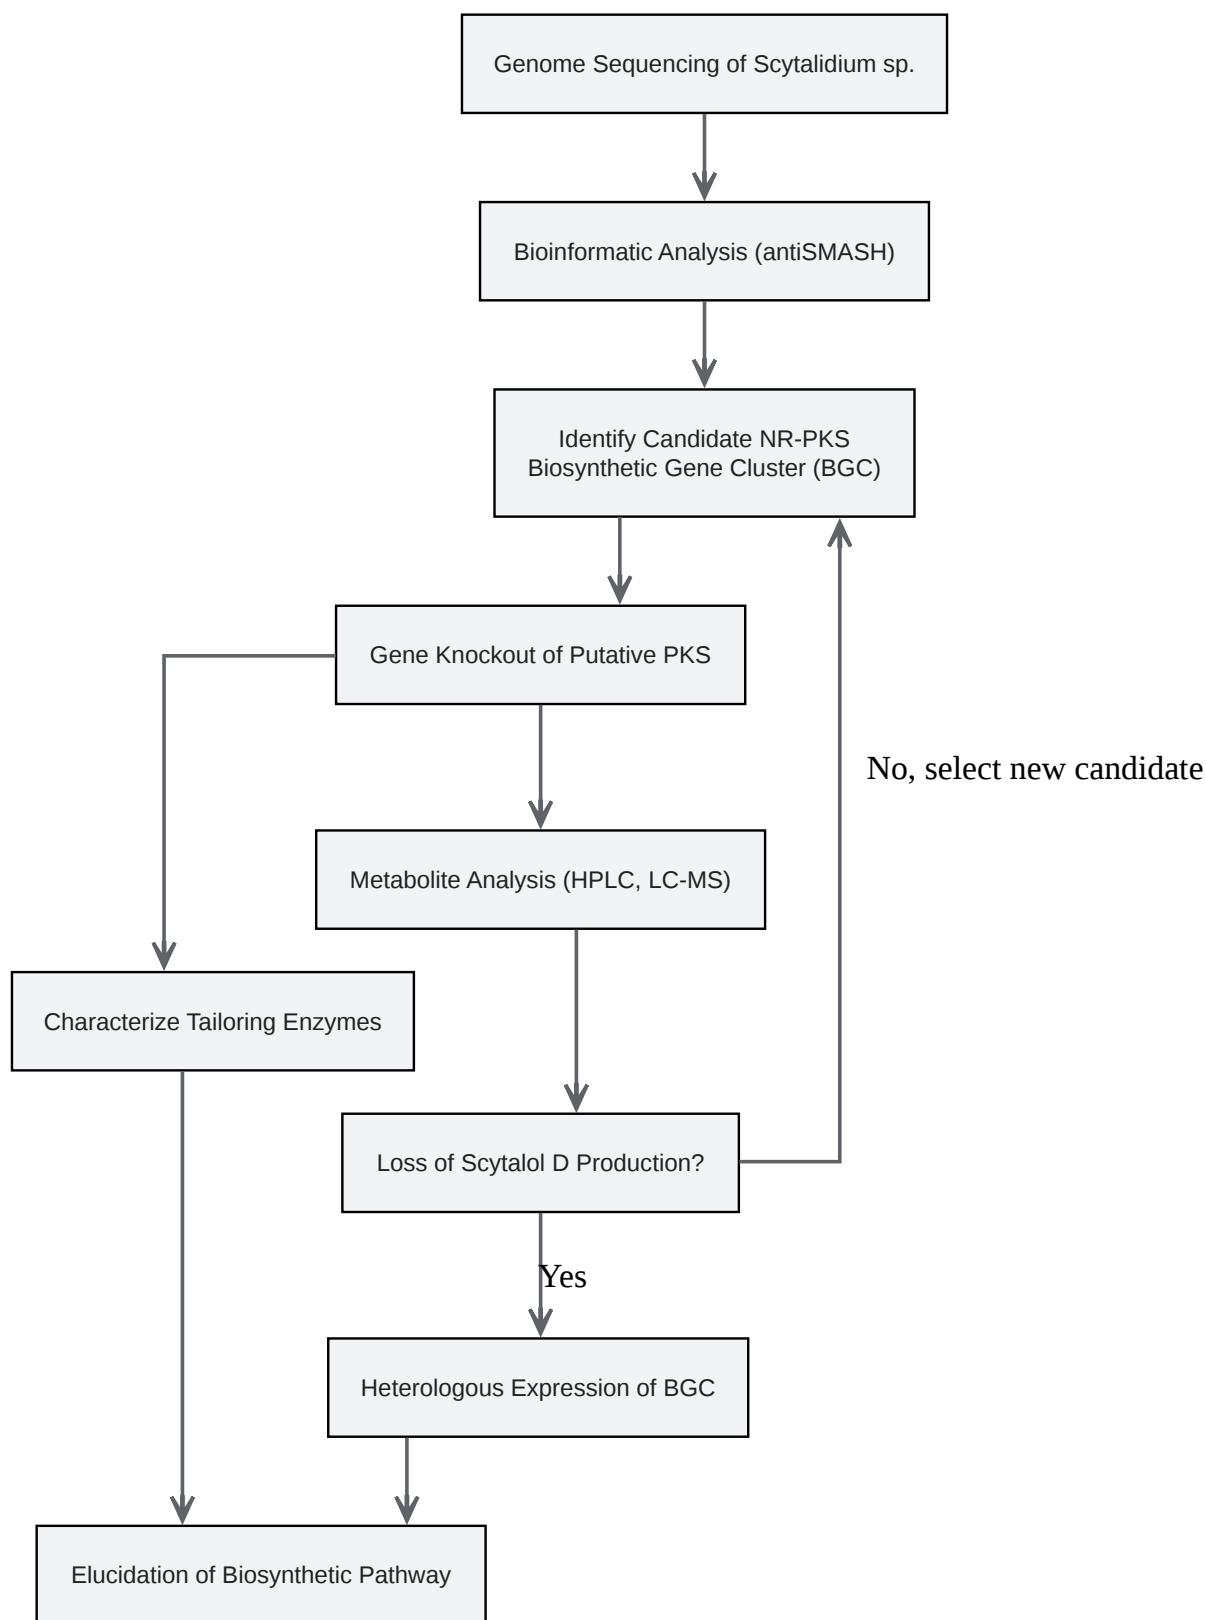 Genome Sequencing of Scytalidium sp.
Bioinformatic Analysis (antiSMASH)
Identify Candidate NR-PKS
Biosynthetic Gene Cluster (BGC)
Gene Knockout of Putative PKS
No, select new candidate
Metabolite Analysis (HPLC, LC-MS)
Characterize Tailoring Enzymes
Loss of Scytalol D Production?
Yes
Heterologous Expression of BGC
Elucidation of Biosynthetic Pathway